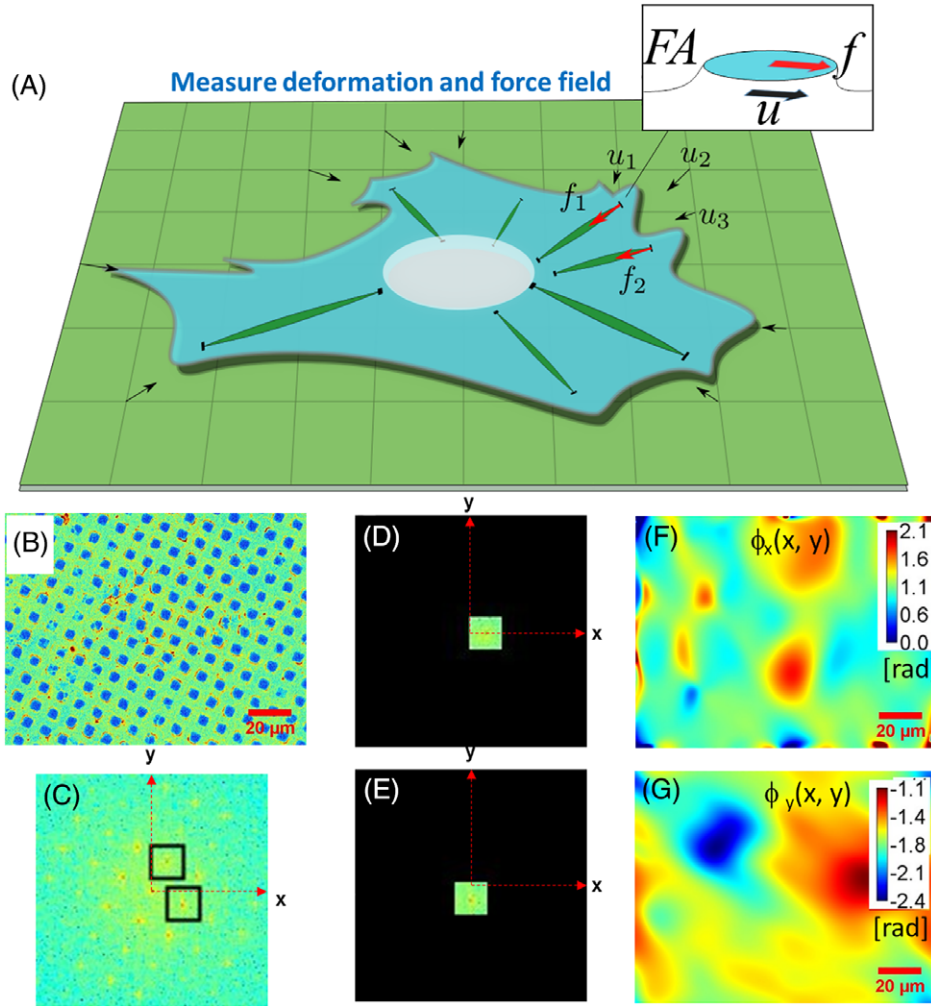 (A)
Measure deformation and force field
FA
f
u
u₁
u₂
u₃
f₁
f₂
(B)
20 µm
(C)
y
x
(D)
y
x
(E)
y
x
(F)
ϕₓ(x, y)
2.1
1.6
1.1
0.6
0.0
[rad
20 µm
(G)
ϕ y(x, y)
-1.1
-1.4
-1.8
-2.1
-2.4
[rad]
20 µm